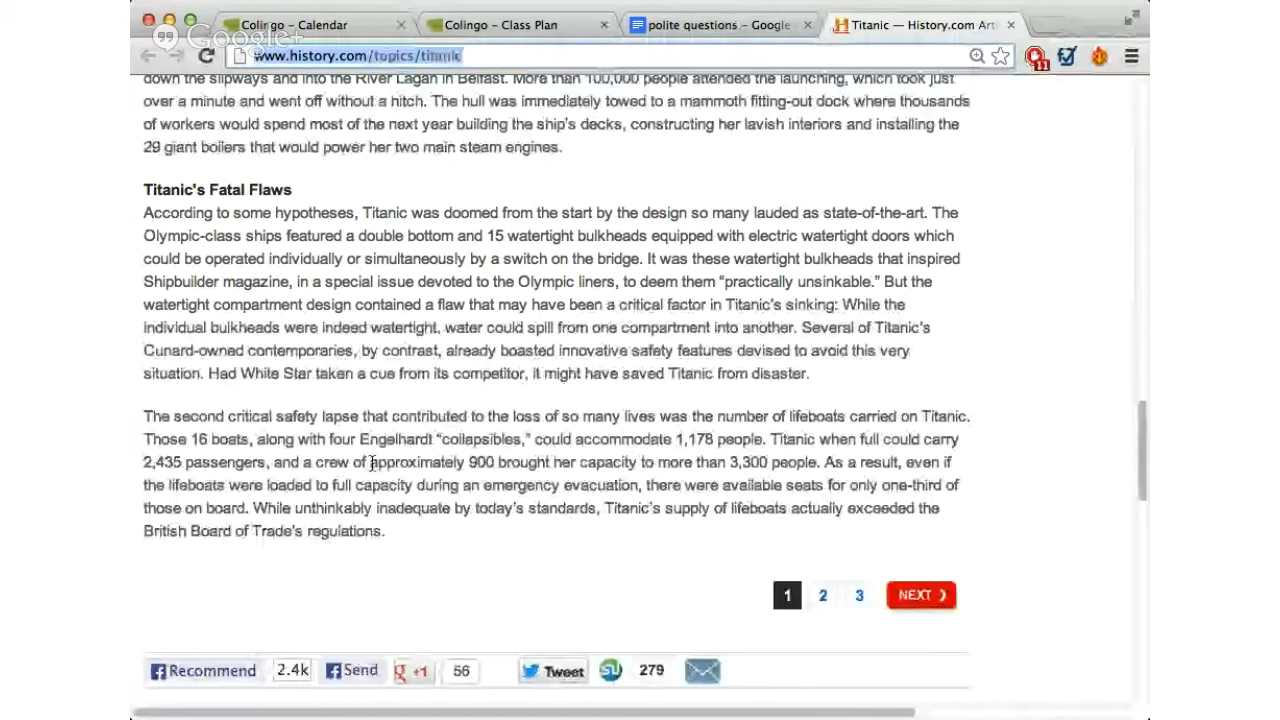 Colingo - Calendar
Colingo - Class Plan
polite questions - Google
Titanic — History.com Art
Google+
www.history.com/topics/titanic
11
down the slipways and into the River Lagan in Belfast. More than 100,000 people attended the launching, which took just
over a minute and went off without a hitch. The hull was immediately towed to a mammoth fitting-out dock where thousands
of workers would spend most of the next year building the ship's decks, constructing her lavish interiors and installing the
29 giant boilers that would power her two main steam engines.
Titanic's Fatal Flaws
According to some hypotheses, Titanic was doomed from the start by the design so many lauded as state-of-the-art. The
Olympic-class ships featured a double bottom and 15 watertight bulkheads equipped with electric watertight doors which
could be operated individually or simultaneously by a switch on the bridge. It was these watertight bulkheads that inspired
Shipbuilder magazine, in a special issue devoted to the Olympic liners, to deem them “practically unsinkable.” But the
watertight compartment design contained a flaw that may have been a critical factor in Titanic's sinking: While the
individual bulkheads were indeed watertight, water could spill from one compartment into another. Several of Titanic's
Cunard-owned contemporaries, by contrast, already boasted innovative safety features devised to avoid this very
situation. Had White Star taken a cue from its competitor, it might have saved Titanic from disaster.
The second critical safety lapse that contributed to the loss of so many lives was the number of lifeboats carried on Titanic.
Those 16 boats, along with four Engelhardt “collapsibles,” could accommodate 1,178 people. Titanic when full could carry
2,435 passengers, and a crew of approximately 900 brought her capacity to more than 3,300 people. As a result, even if
the lifeboats were loaded to full capacity during an emergency evacuation, there were available seats for only one-third of
those on board. While unthinkably inadequate by today's standards, Titanic's supply of lifeboats actually exceeded the
British Board of Trade's regulations.
1 2 3 NEXT ❯
Recommend 2.4k Send +1 56 Tweet 279